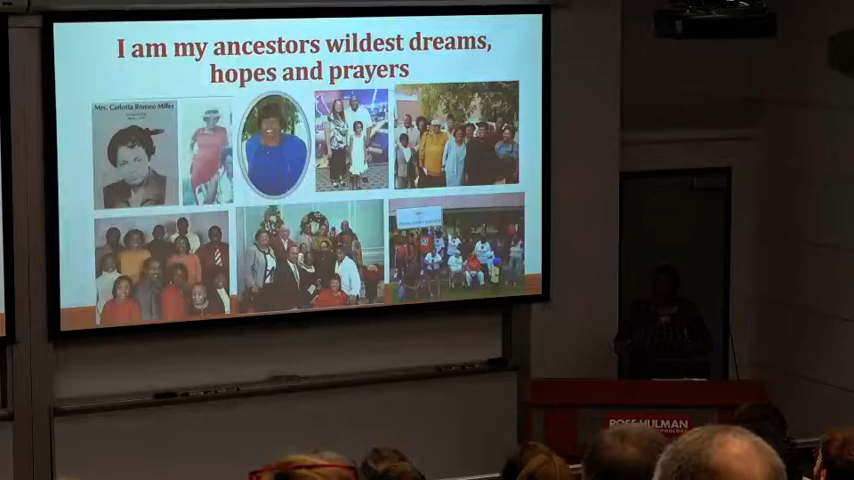 I am my ancestors wildest dreams,
hopes and prayers
Mrs. Carlotta Romeo Miller
ROSE-HULMAN